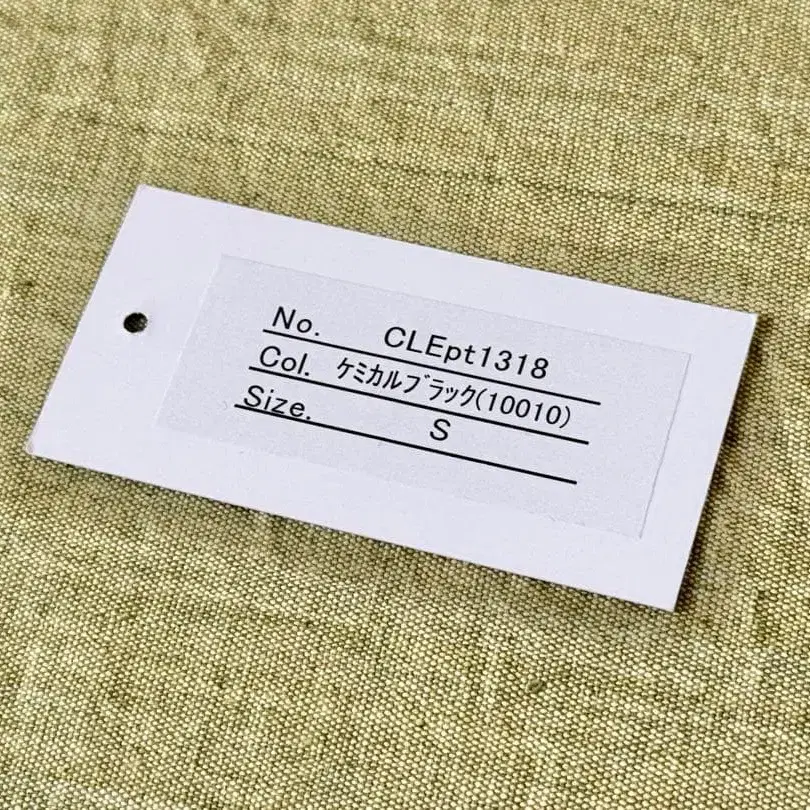 No. CLEpt1318
Col. ｹﾐｶﾙﾌﾞﾗｯｸ(10010)
Size. S